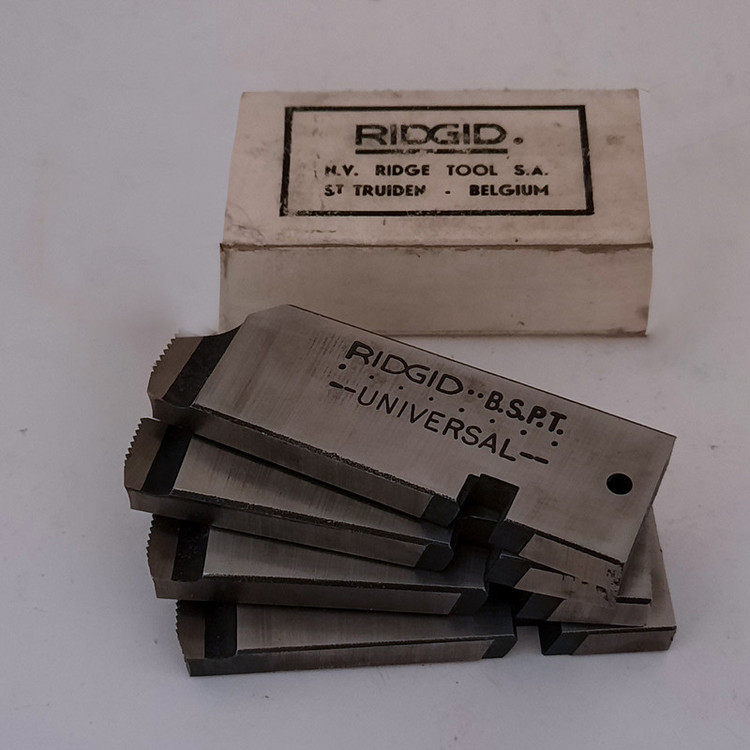 RIDGID.
N.V. RIDGE TOOL S.A.
ST TRUIDEN - BELGIUM
RIDGID··B.S.P.T.
--UNIVERSAL--